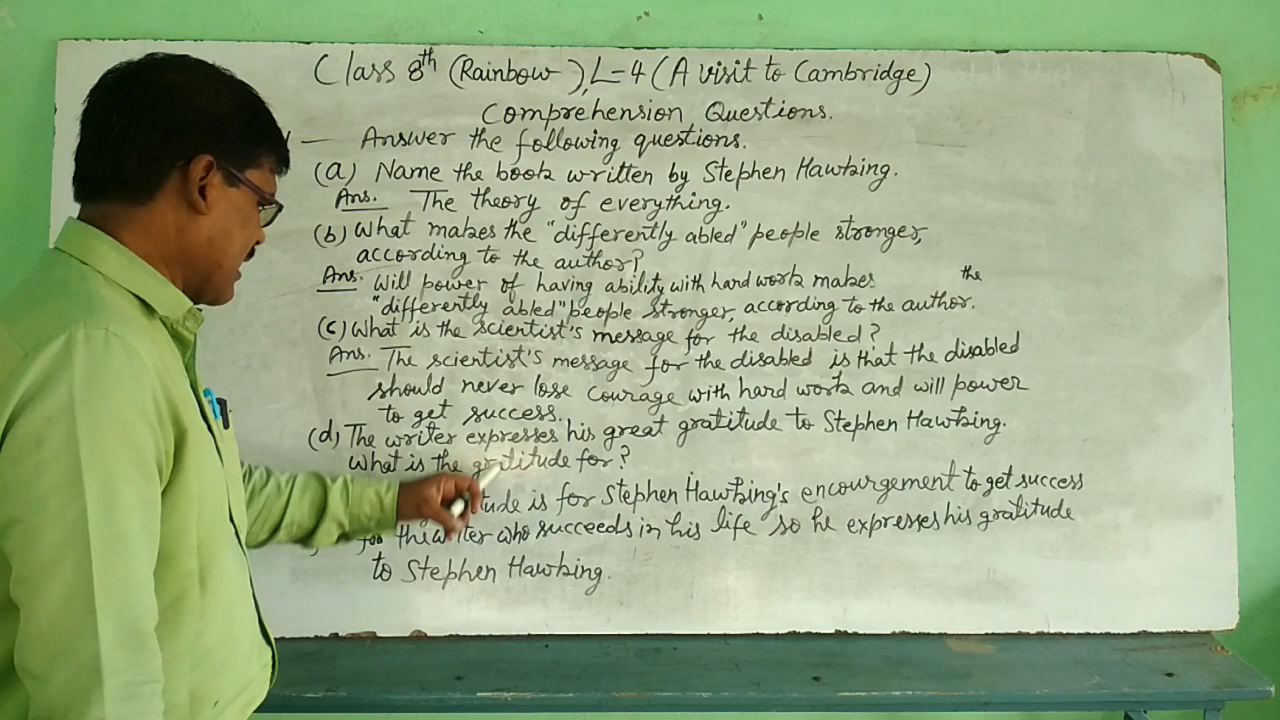 Class 8th (Rainbow), L=4 (A visit to Cambridge)
Comprehension Questions.
— Answer the following questions.
(a) Name the book written by Stephen Hawking.
Ans. The theory of everything.
(b) What makes the "differently abled" people stronger,
according to the author?
Ans. Will power of having ability with hard work makes the
"differently abled" people stronger, according to the author.
(c) What is the scientist's message for the disabled?
Ans. The scientist's message for the disabled is that the disabled
should never lose courage with hard work and will power
to get success.
(d) The writer expresses his great gratitude to Stephen Hawking.
What is the gratitude for?
is for Stephen Hawking's encourgement to get success
for the writer who succeeds in his life so he expresses his gratitude
to Stephen Hawking.